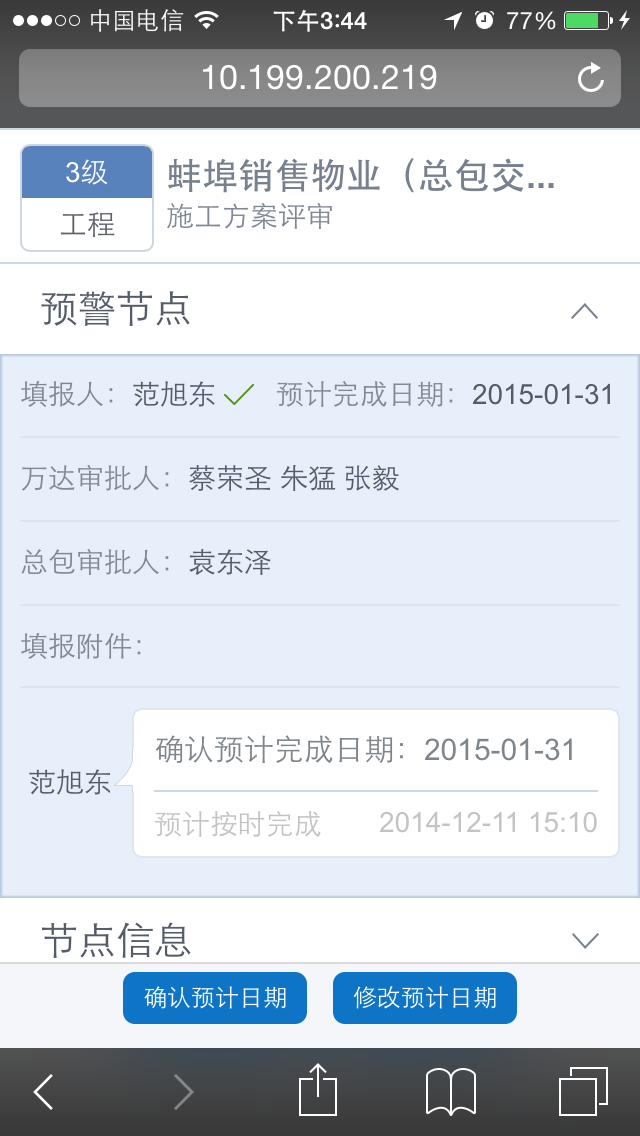 中国电信 下午3:44 77%
10.199.200.219
3级
工程
蚌埠销售物业（总包交...
施工方案评审
预警节点
填报人： 范旭东 预计完成日期： 2015-01-31
万达审批人： 蔡荣圣 朱猛 张毅
总包审批人： 袁东泽
填报附件：
范旭东
确认预计完成日期： 2015-01-31
预计按时完成 2014-12-11 15:10
节点信息
确认预计日期 修改预计日期